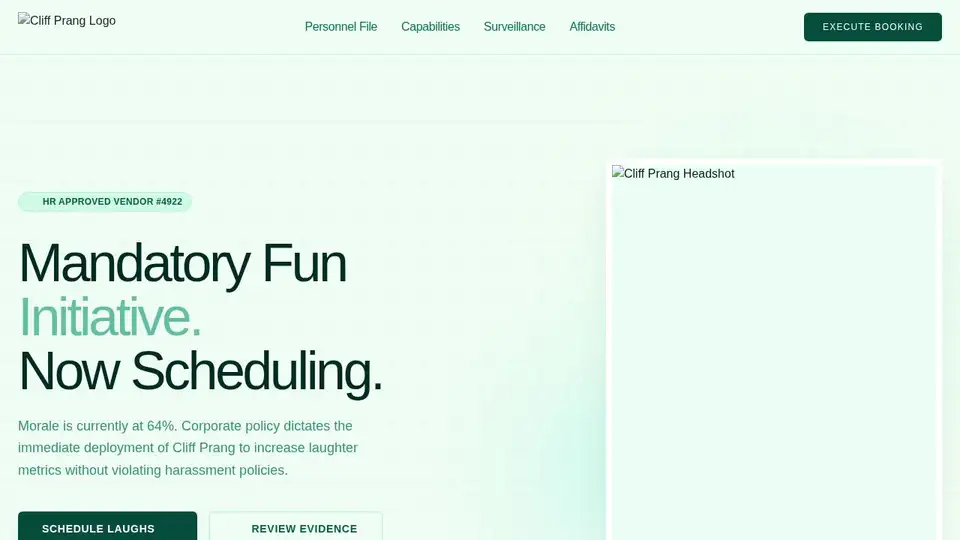 Cliff Prang Logo
Personnel File
Capabilities
Surveillance
Affidavits
EXECUTE BOOKING
HR APPROVED VENDOR #4922
Mandatory Fun
Initiative.
Now Scheduling.
Morale is currently at 64%. Corporate policy dictates the
immediate deployment of Cliff Prang to increase laughter
metrics without violating harassment policies.
SCHEDULE LAUGHS
REVIEW EVIDENCE
Cliff Prang Headshot